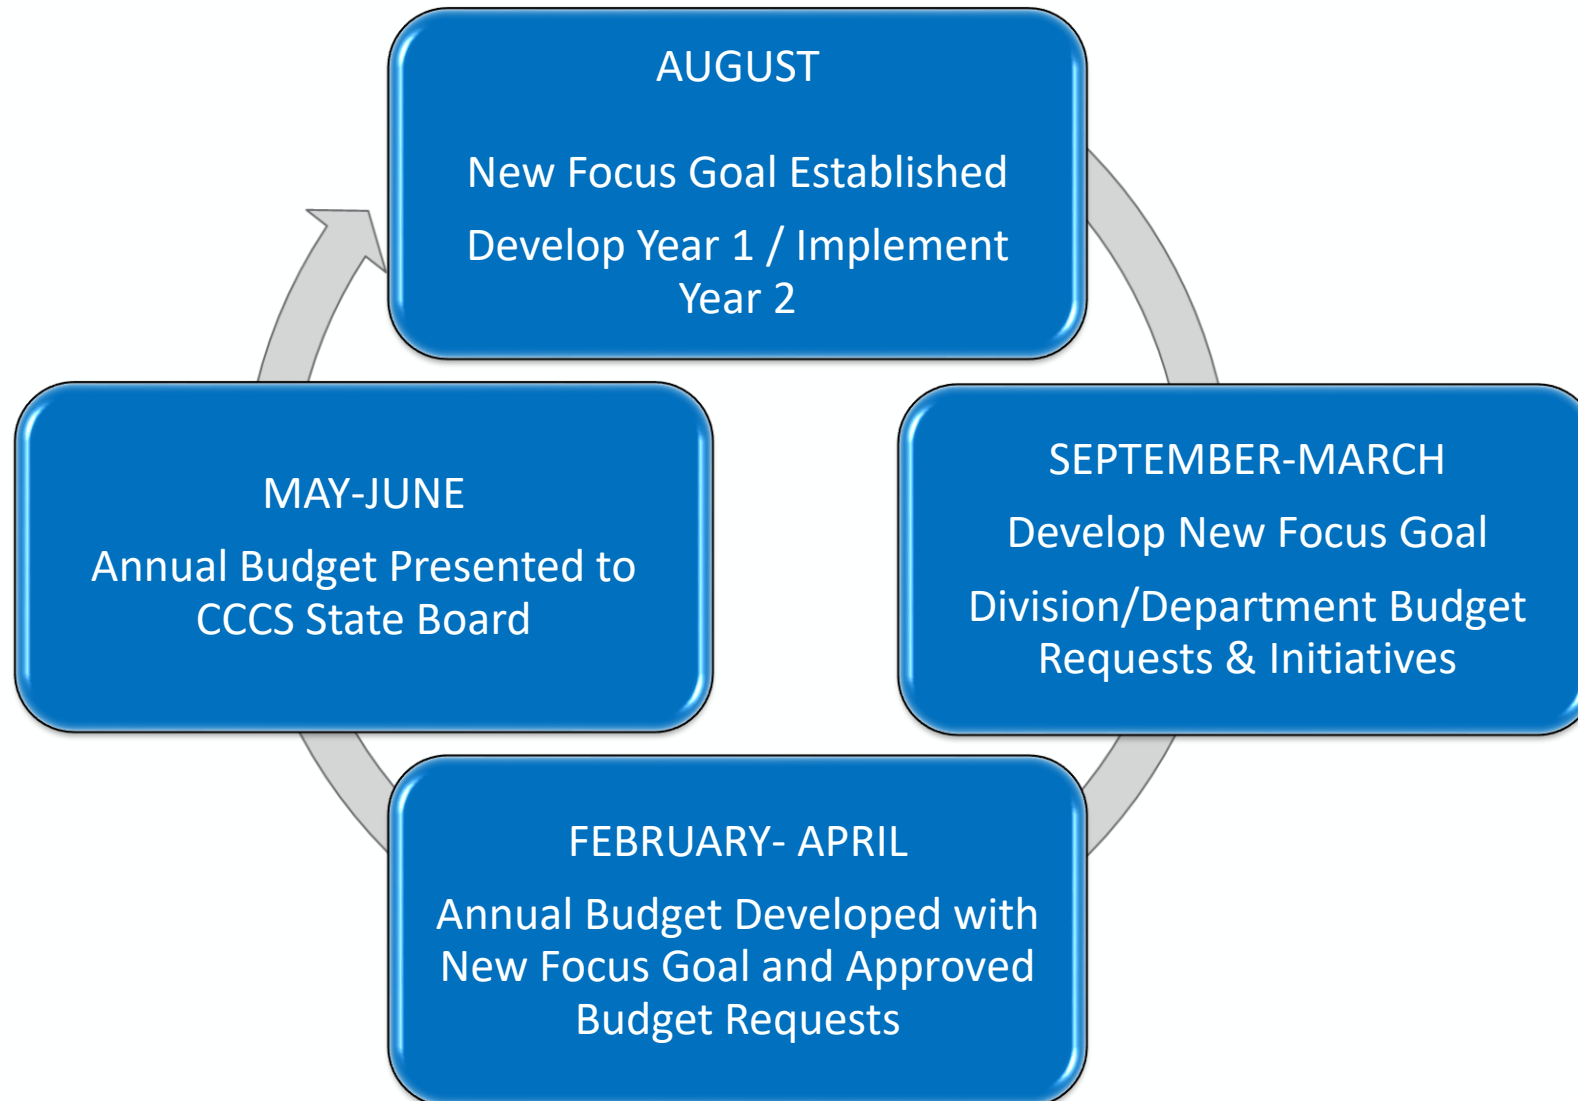 AUGUST
New Focus Goal Established
Develop Year 1 / Implement
Year 2
SEPTEMBER-MARCH
Develop New Focus Goal
Division/Department Budget
Requests & Initiatives
FEBRUARY- APRIL
Annual Budget Developed with
New Focus Goal and Approved
Budget Requests
MAY-JUNE
Annual Budget Presented to
CCCS State Board